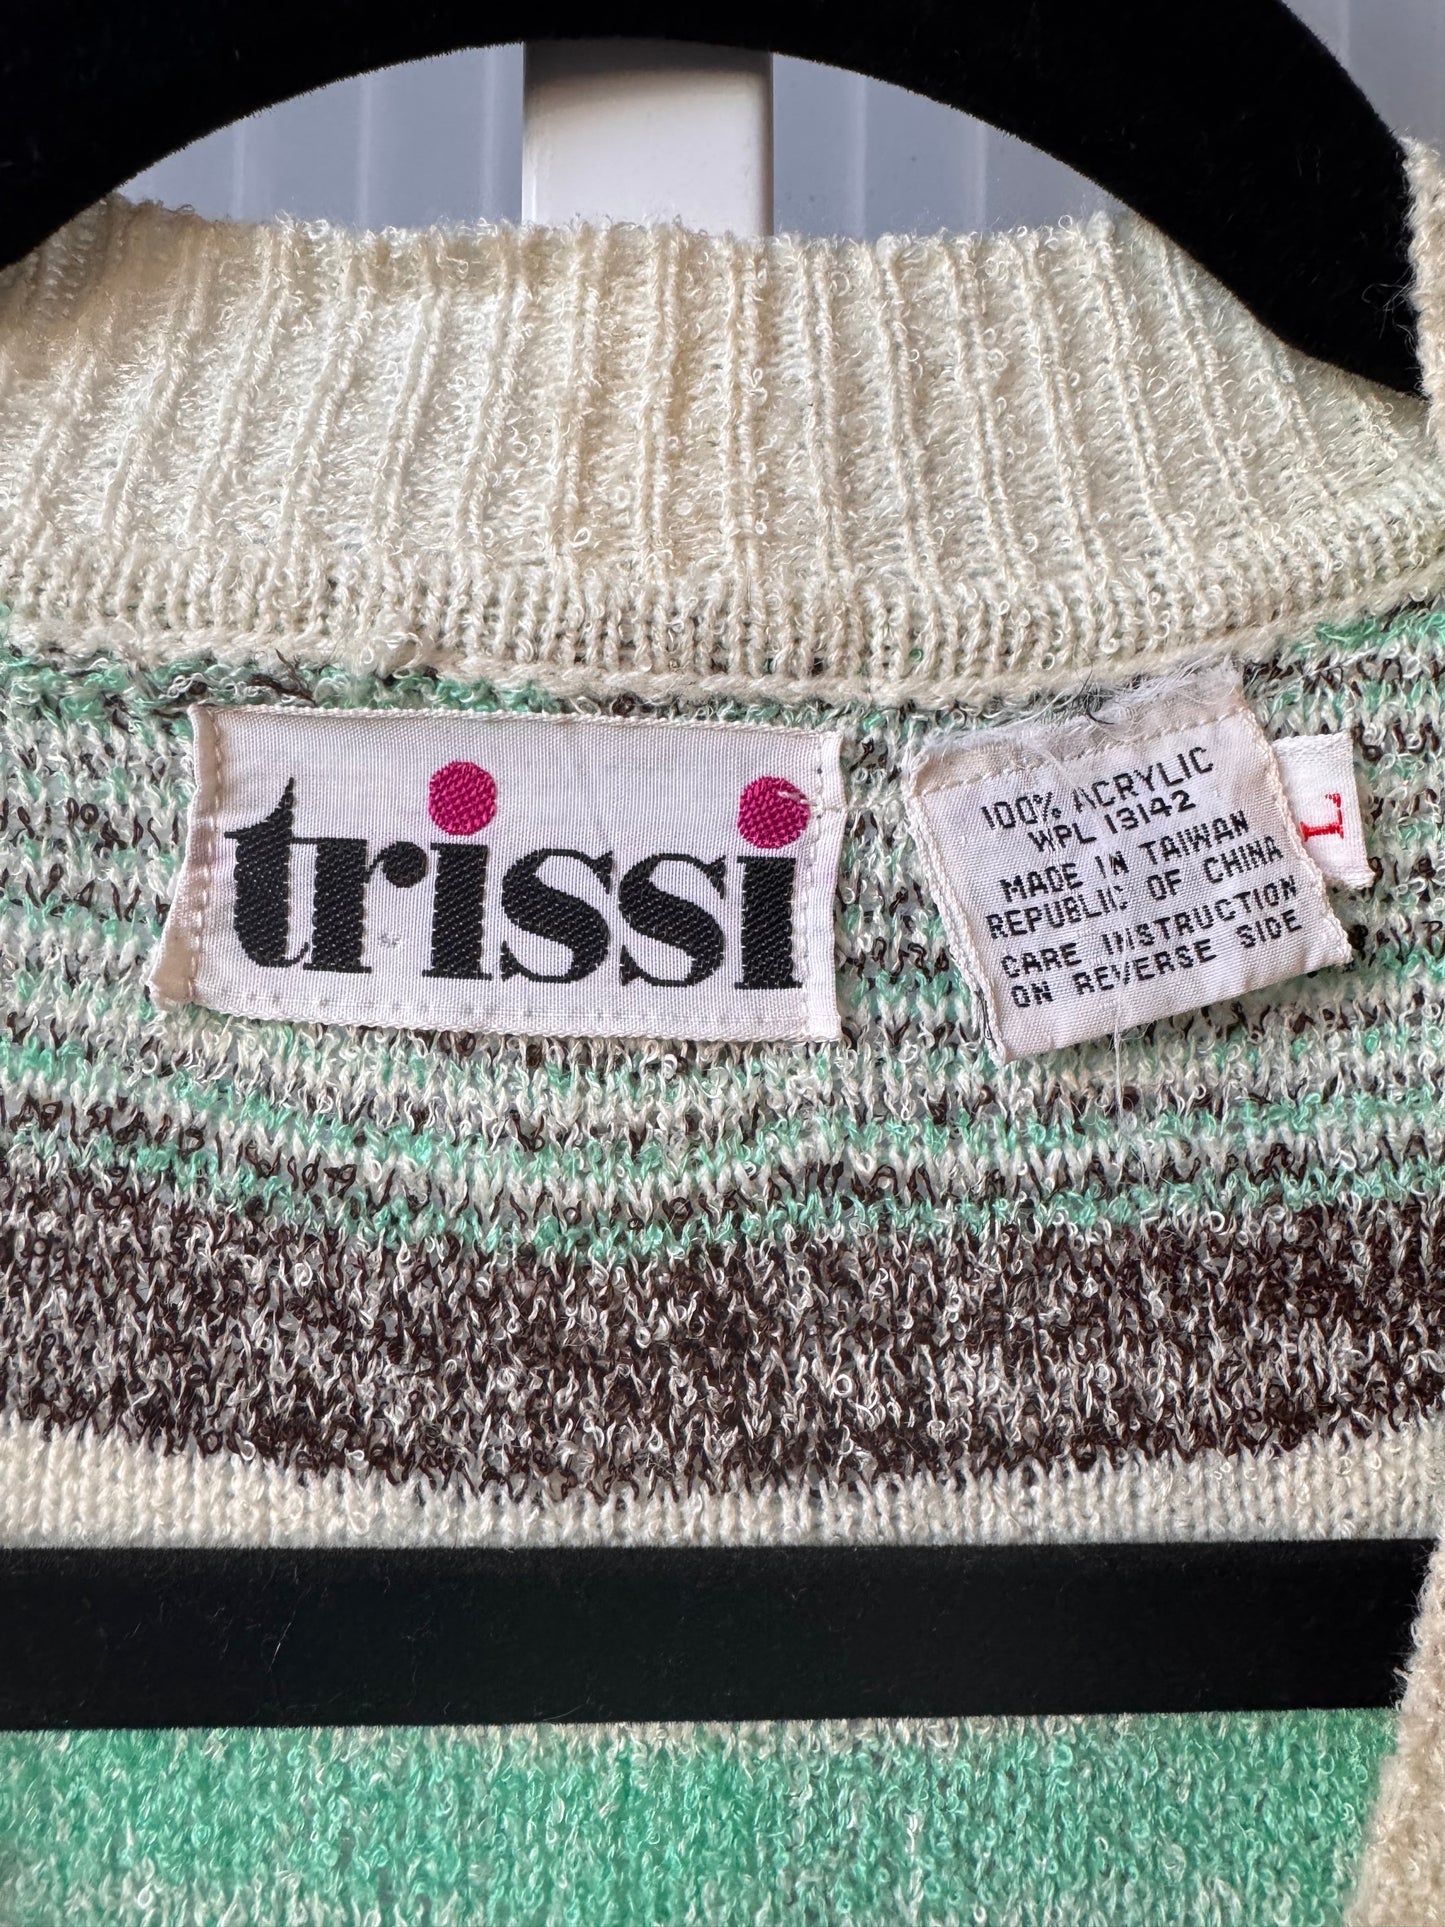 trissi
100% ACRYLIC
WPL 13142
MADE IN TAIWAN
REPUBLIC OF CHINA
CARE INSTRUCTION
ON REVERSE SIDE
L